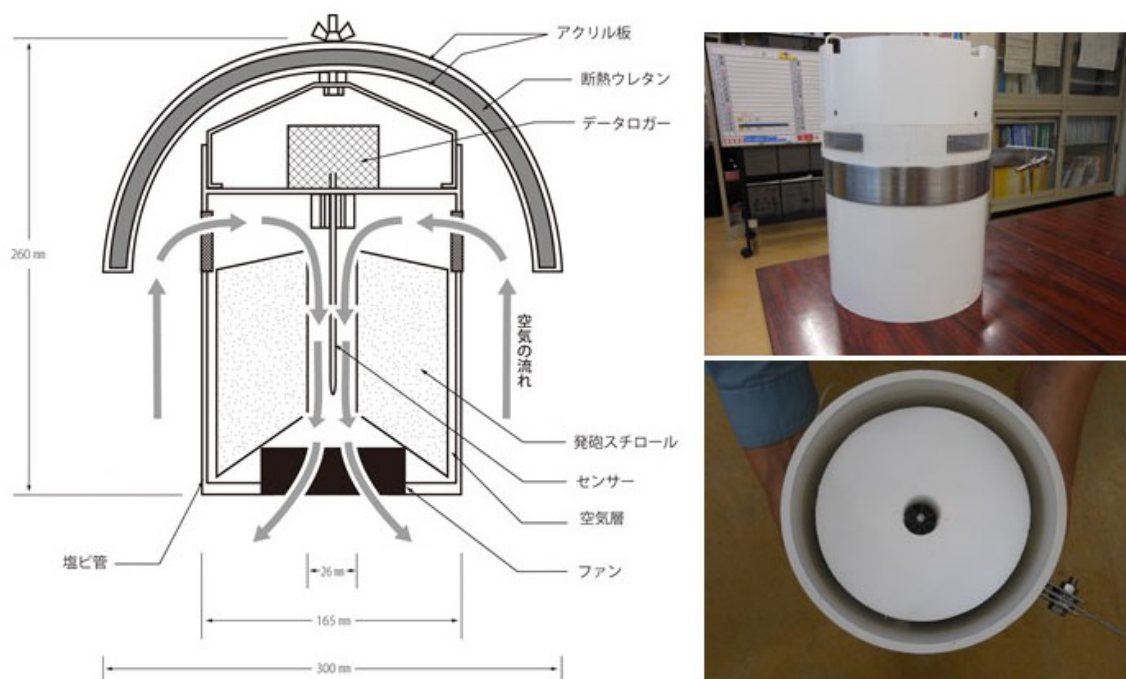 アクリル板
断熱ウレタン
データロガー
260 mm
空気の流れ
発砲スチロール
センサー
空気層
塩ビ管
ファン
26 mm
165 mm
300 mm